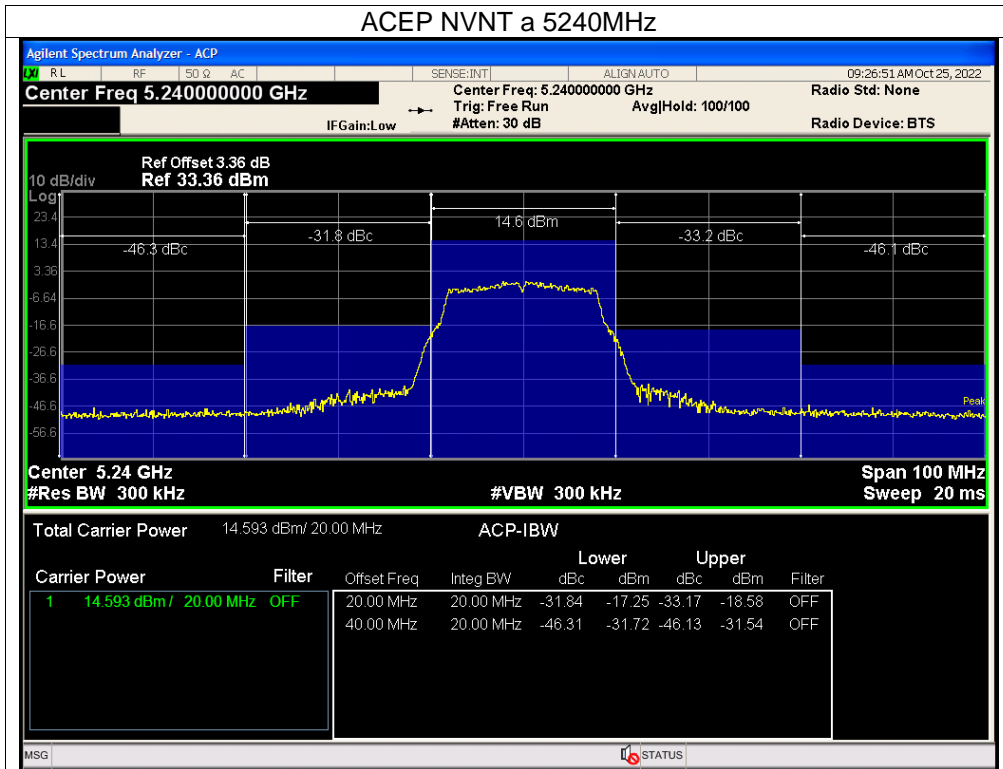 ACEP NVNT a 5240MHz
Agilent Spectrum Analyzer - ACP
LXI RL RF 50 Ω AC SENSE:INT ALIGN AUTO 09:26:51 AM Oct 25, 2022
Center Freq 5.240000000 GHz Center Freq: 5.240000000 GHz Radio Std: None
Trig: Free Run Avg|Hold: 100/100
IFGain:Low #Atten: 30 dB Radio Device: BTS
Ref Offset 3.36 dB
10 dB/div Ref 33.36 dBm
Log
23.4
13.4
3.36
-6.64
-16.6
-26.6
-36.6
-46.6
-56.6
-46.3 dBc -31.8 dBc 14.6 dBm -33.2 dBc -46.1 dBc
Peak
Center 5.24 GHz Span 100 MHz
#Res BW 300 kHz #VBW 300 kHz Sweep 20 ms
Total Carrier Power 14.593 dBm/ 20.00 MHz ACP-IBW
Lower Upper
Carrier Power Filter Offset Freq Integ BW dBc dBm dBc dBm Filter
1 14.593 dBm / 20.00 MHz OFF 20.00 MHz 20.00 MHz -31.84 -17.25 -33.17 -18.58 OFF
40.00 MHz 20.00 MHz -46.31 -31.72 -46.13 -31.54 OFF
MSG STATUS